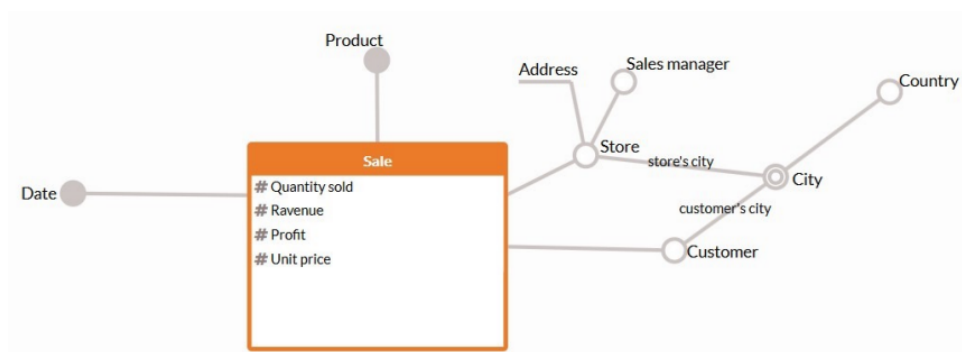 Product
Address
Sales manager
Country
Sale
Store
store's city
City
Date
# Quantity sold
# Ravenue
customer's city
# Profit
Customer
# Unit price